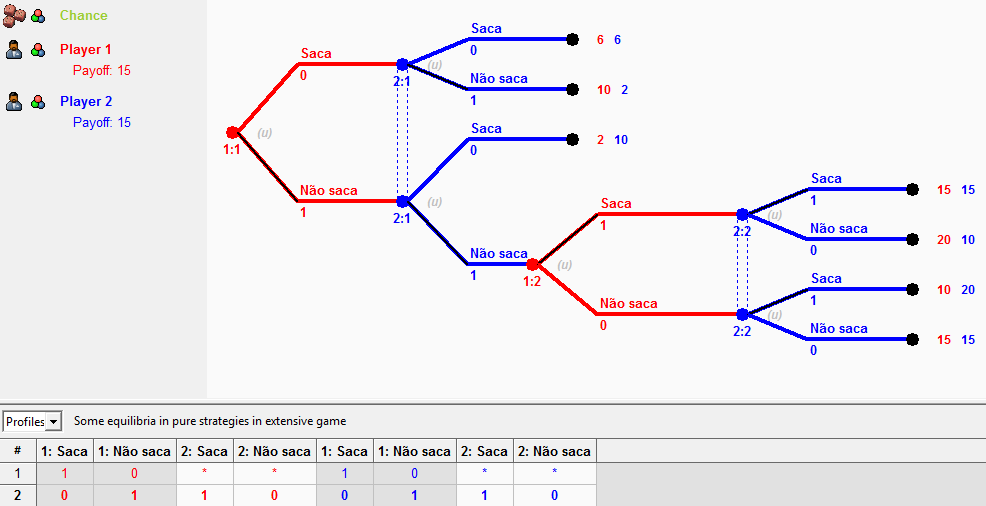 Chance
Player 1
Payoff: 15
Player 2
Payoff: 15
1:1
(u)
Saca
0
Não saca
1
2:1
(u)
2:1
(u)
Saca
0
6 6
Não saca
1
10 2
Saca
0
2 10
Não saca
1
1:2
(u)
Saca
1
Não saca
0
2:2
(u)
2:2
(u)
Saca
1
15 15
Não saca
0
20 10
Saca
1
10 20
Não saca
0
15 15
Profiles Some equilibria in pure strategies in extensive game
# 1: Saca 1: Não saca 2: Saca 2: Não saca 1: Saca 1: Não saca 2: Saca 2: Não saca
1 1 0 * * 1 0 * *
2 0 1 1 0 0 1 1 0